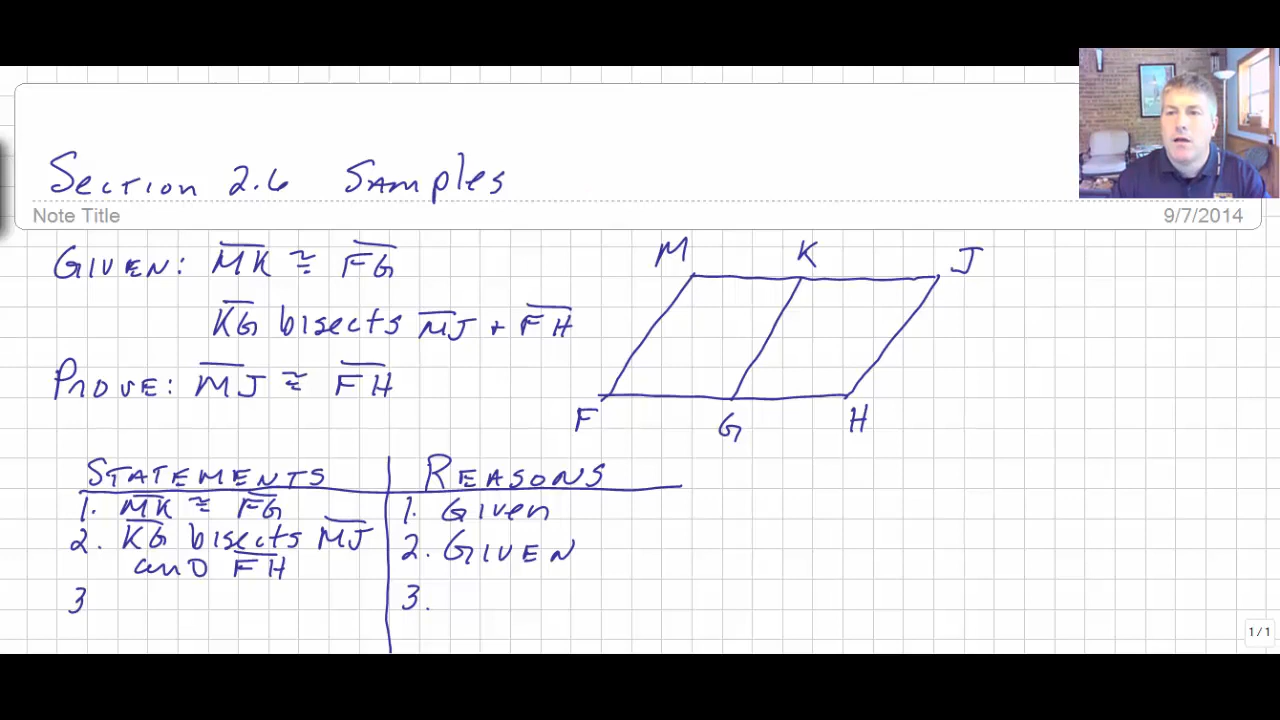 Section 2.6 Samples
Note Title
9/7/2014
GIVEN: MK ≅ FG
KG bisects MJ + FH
PROVE: MJ ≅ FH
M K J
F G H
STATEMENTS REASONS
1. MK ≅ FG 1. Given
2. KG bisects MJ 2. GIVEN
and FH
3 3.
1/1